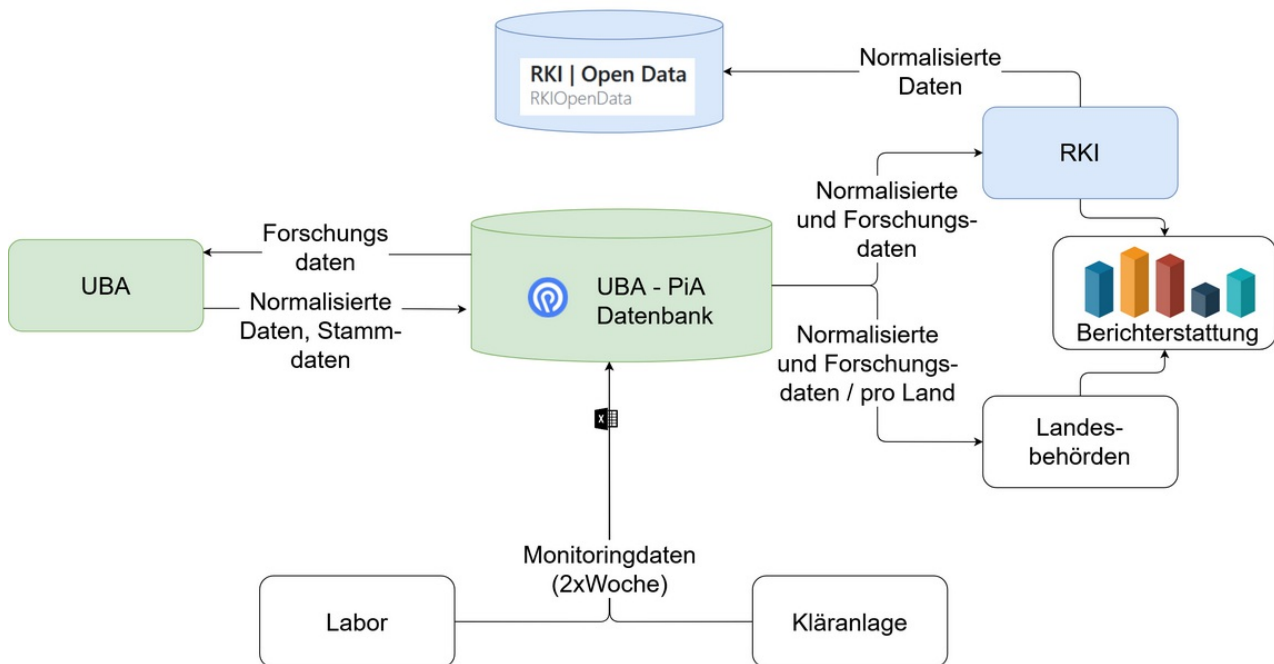 RKI | Open Data
RKIOpenData
Normalisierte
Daten
RKI
Normalisierte
und Forschungs-
daten
Forschungs
daten
UBA
Normalisierte
Daten, Stamm-
daten
UBA - PiA
Datenbank
Berichterstattung
Normalisierte
und Forschungs-
daten / pro Land
Landes-
behörden
Monitoringdaten
(2xWoche)
Labor
Kläranlage